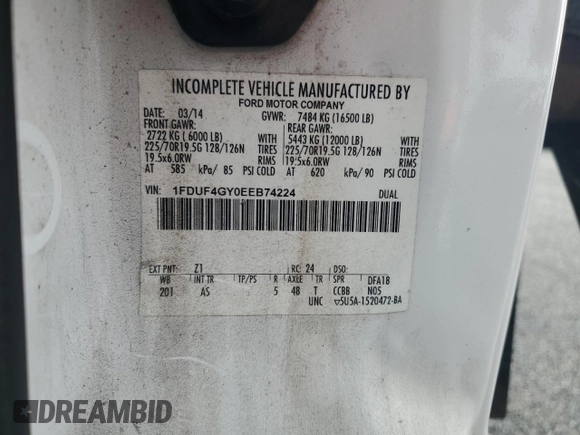 INCOMPLETE VEHICLE MANUFACTURED BY
FORD MOTOR COMPANY
DATE: 03/14 GVWR: 7484 KG (16500 LB)
FRONT GAWR: REAR GAWR:
2722 KG ( 6000 LB) WITH 5443 KG (12000 LB) WITH
225/70R19.5G 128/126N TIRES 225/70R19.5G 128/126N TIRES
19.5x6.0RW RIMS 19.5x6.0RW RIMS
AT 585 kPa/ 85 PSI COLD AT 620 kPa/ 90 PSI COLD
VIN: 1FDUF4GY0EEB74224 DUAL
EXT PNT: Z1 RC: 24 DSO:
WB INT TR TP/PS R AXLE TR SPR DFA18
201 AS 5 48 T CCBB N05
UNC ▽5U5A-1520472-BA
DREAMBID